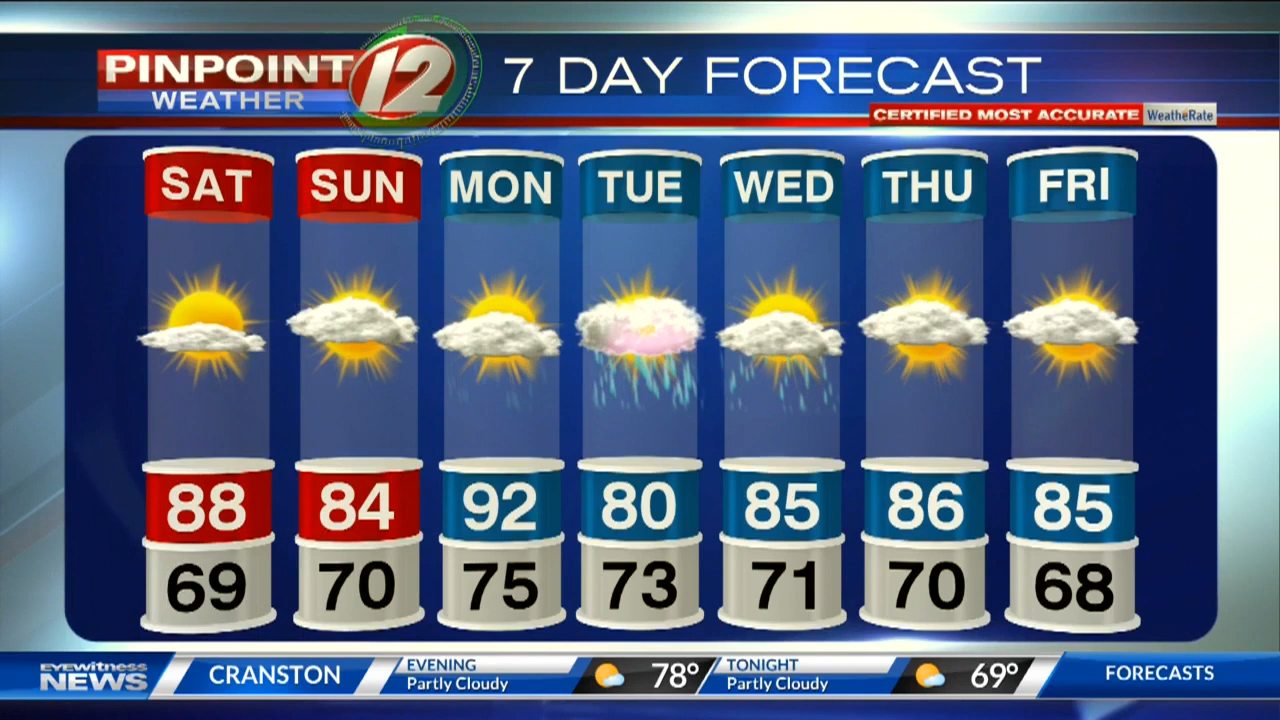 PINPOINT
WEATHER
12
7 DAY FORECAST
CERTIFIED MOST ACCURATE WeatheRate
SAT SUN MON TUE WED THU FRI
88 84 92 80 85 86 85
69 70 75 73 71 70 68
EYEWITNESS
NEWS
CRANSTON
EVENING
Partly Cloudy
78°
TONIGHT
Partly Cloudy
69°
FORECASTS